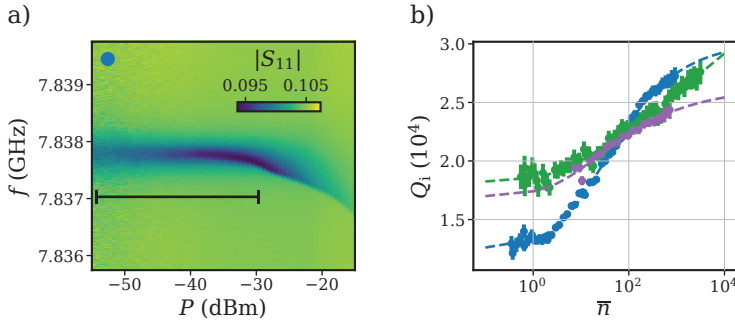 a)
|S₁₁|
0.095 0.105
7.839
7.838
7.837
7.836
f (GHz)
−50 −40 −30 −20
P (dBm)
b)
3.0
2.5
2.0
1.5
Qᵢ (10⁴)
10⁰ 10² 10⁴
n̅